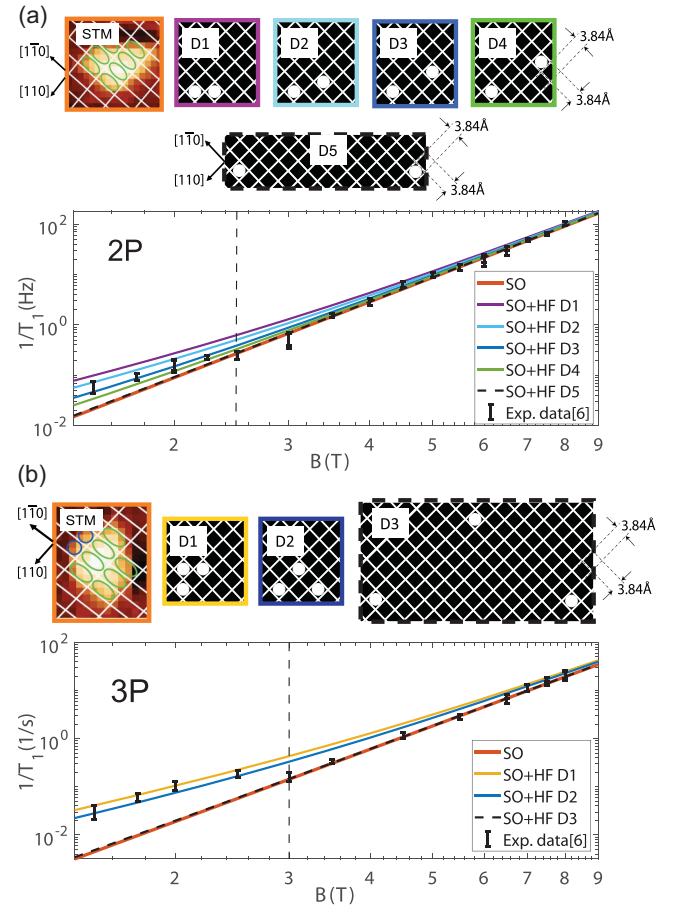 (a)
STM
D1
D2
D3
D4
[11̅0]
[110]
3.84Å
3.84Å
D5
[11̅0]
[110]
3.84Å
3.84Å
2P
1/T1 (Hz)
10^2
10^0
10^-2
SO
SO+HF D1
SO+HF D2
SO+HF D3
SO+HF D4
SO+HF D5
Exp. data[6]
2 3 4 5 6 7 8 9
B(T)
(b)
STM
D1
D2
D3
[11̅0]
[110]
3.84Å
3.84Å
3P
1/T1 (1/s)
10^2
10^0
10^-2
SO
SO+HF D1
SO+HF D2
SO+HF D3
Exp. data[6]
2 3 4 5 6 7 8 9
B(T)